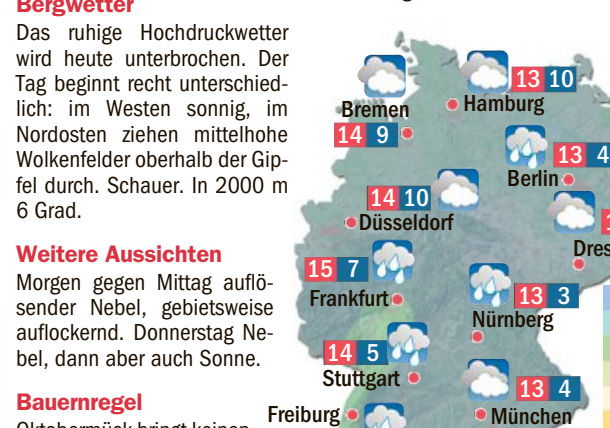 Bergwetter
Das ruhige Hochdruckwetter
wird heute unterbrochen. Der
Tag beginnt recht unterschied-
lich: im Westen sonnig, im
Nordosten ziehen mittelhohe
Wolkenfelder oberhalb der Gip-
fel durch. Schauer. In 2000 m
6 Grad.
Weitere Aussichten
Morgen gegen Mittag auflö-
sender Nebel, gebietsweise
auflockernd. Donnerstag Ne-
bel, dann aber auch Sonne.
Bauernregel
13 10
Hamburg
Bremen
14 9
13 4
Berlin
14 10
Düsseldorf
Dres
15 7
Frankfurt
13 3
Nürnberg
14 5
Stuttgart
13 4
München
Freiburg